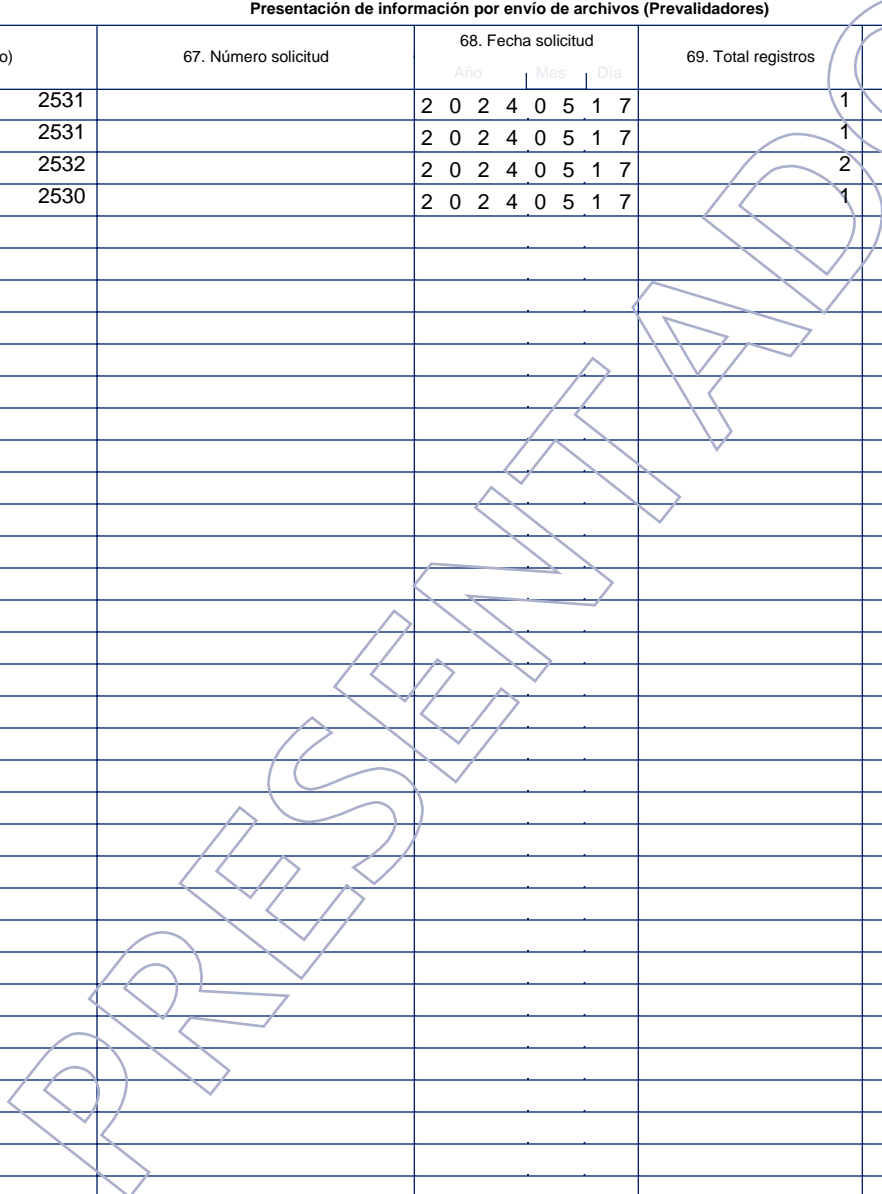 Presentación de información por envío de archivos (Prevalidadores)
o) 67. Número solicitud 68. Fecha solicitud 69. Total registros
Año Mes Día
2531 2 0 2 4 0 5 1 7 1
2531 2 0 2 4 0 5 1 7 1
2532 2 0 2 4 0 5 1 7 2
2530 2 0 2 4 0 5 1 7 1
PRESENTADO